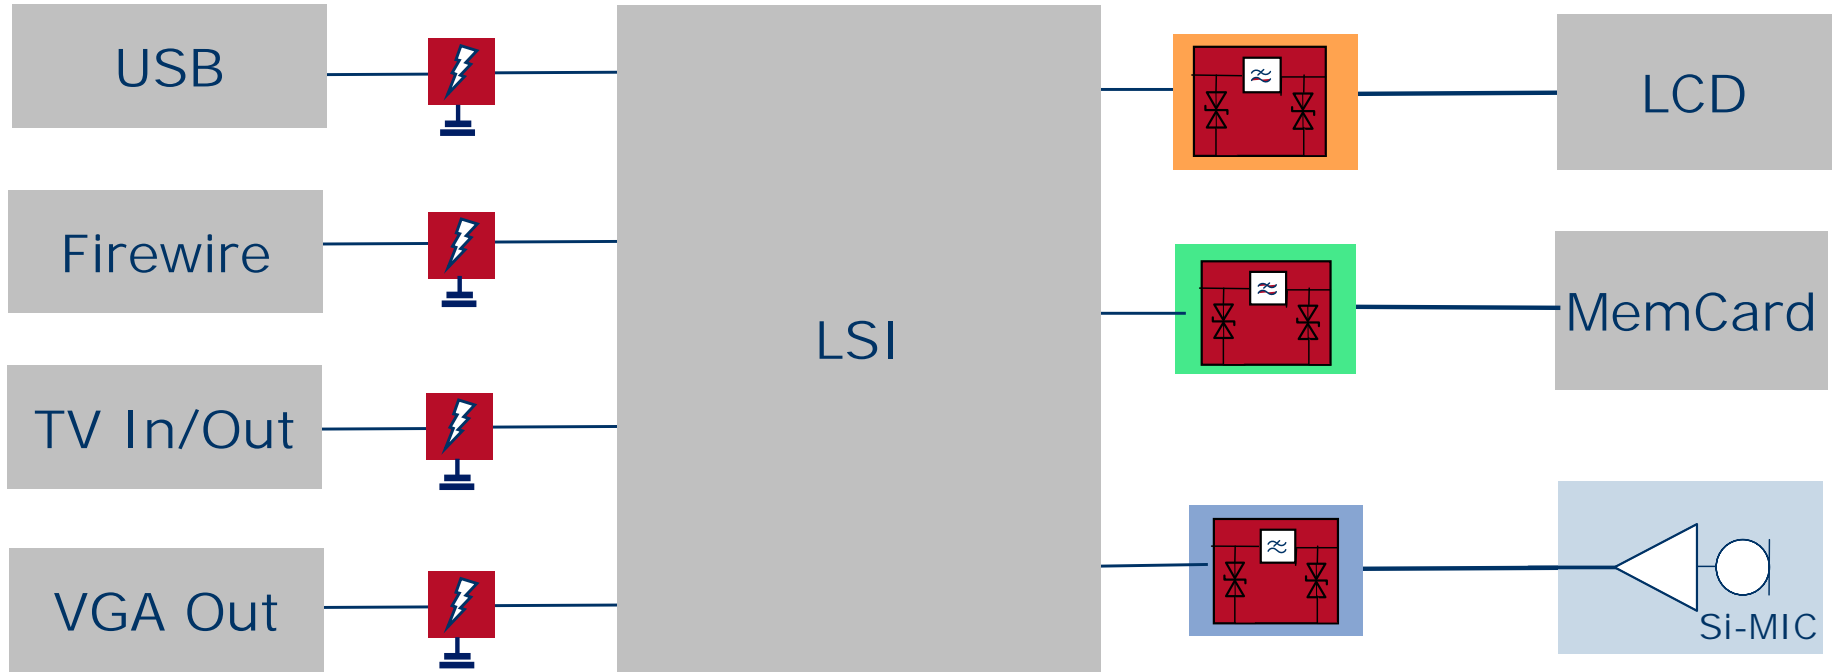 USB
Firewire
TV In/Out
VGA Out
LSI
LCD
MemCard
Si-MIC